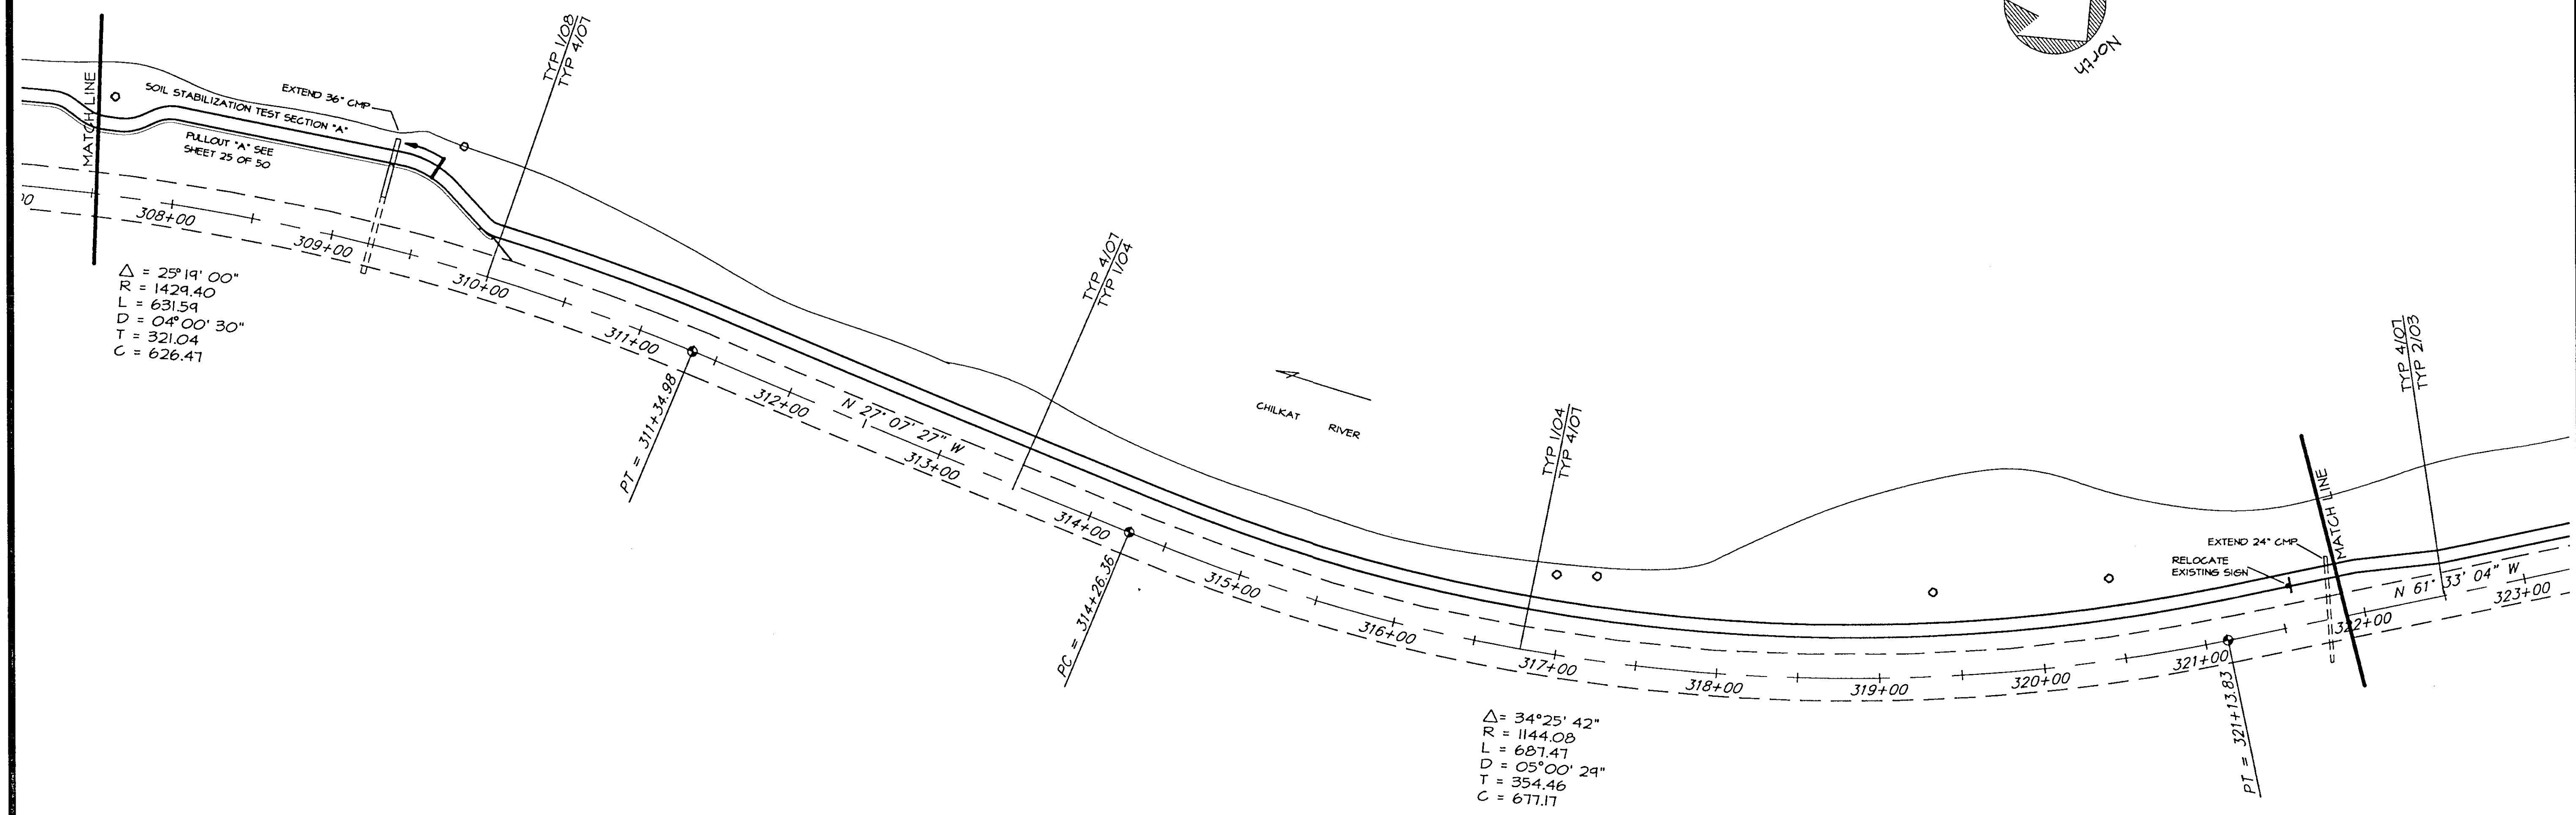 North
MATCH LINE
SOIL STABILIZATION TEST SECTION "A"
EXTEND 36" CMP
PULLOUT "A" SEE
SHEET 25 OF 50
TYP 1/08
TYP 4/07
308+00
309+00
310+00
311+00
312+00
313+00
314+00
315+00
316+00
317+00
318+00
319+00
320+00
321+00
322+00
323+00
Δ = 25°19' 00"
R = 1429.40
L = 631.59
D = 04°00' 30"
T = 321.04
C = 626.47
PT = 311+34.98
N 27° 07' 27" W
TYP 4/07
TYP 1/04
PC = 314+26.36
CHILKAT RIVER
TYP 1/04
TYP 4/07
Δ= 34°25' 42"
R = 1144.08
L = 687.47
D = 05°00' 29"
T = 354.46
C = 677.17
EXTEND 24" CMP
RELOCATE
EXISTING SIGN
MATCH LINE
TYP 4/07
TYP 2/03
N 61° 33' 04" W
PT = 321+13.83